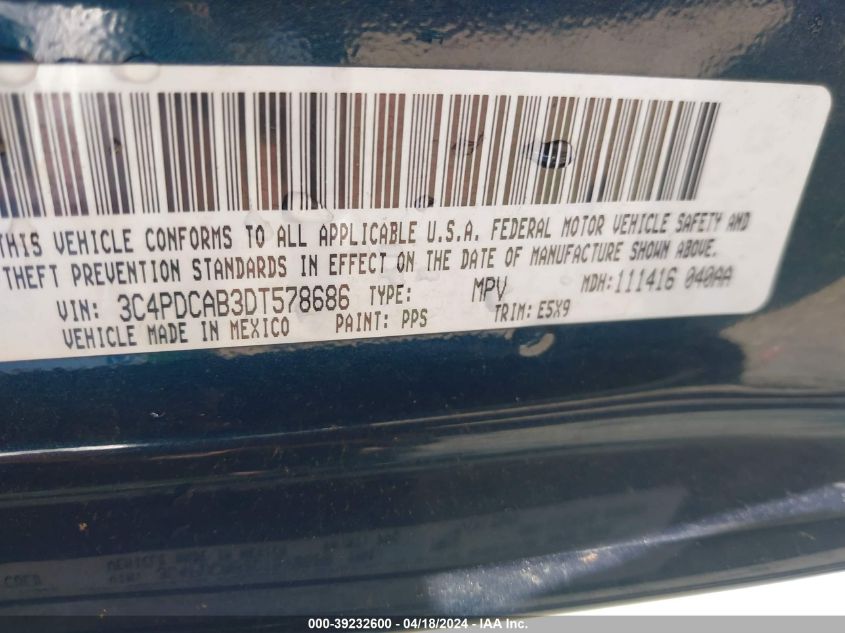 THIS VEHICLE CONFORMS TO ALL APPLICABLE U.S.A. FEDERAL MOTOR VEHICLE SAFETY AND
THEFT PREVENTION STANDARDS IN EFFECT ON THE DATE OF MANUFACTURE SHOWN ABOVE.
VIN: 3C4PDCAB3DT578686 TYPE: MPV MDH:111416 040AA
VEHICLE MADE IN MEXICO PAINT: PPS TRIM: E5X9
000-39232600 - 04/18/2024 - IAA Inc.